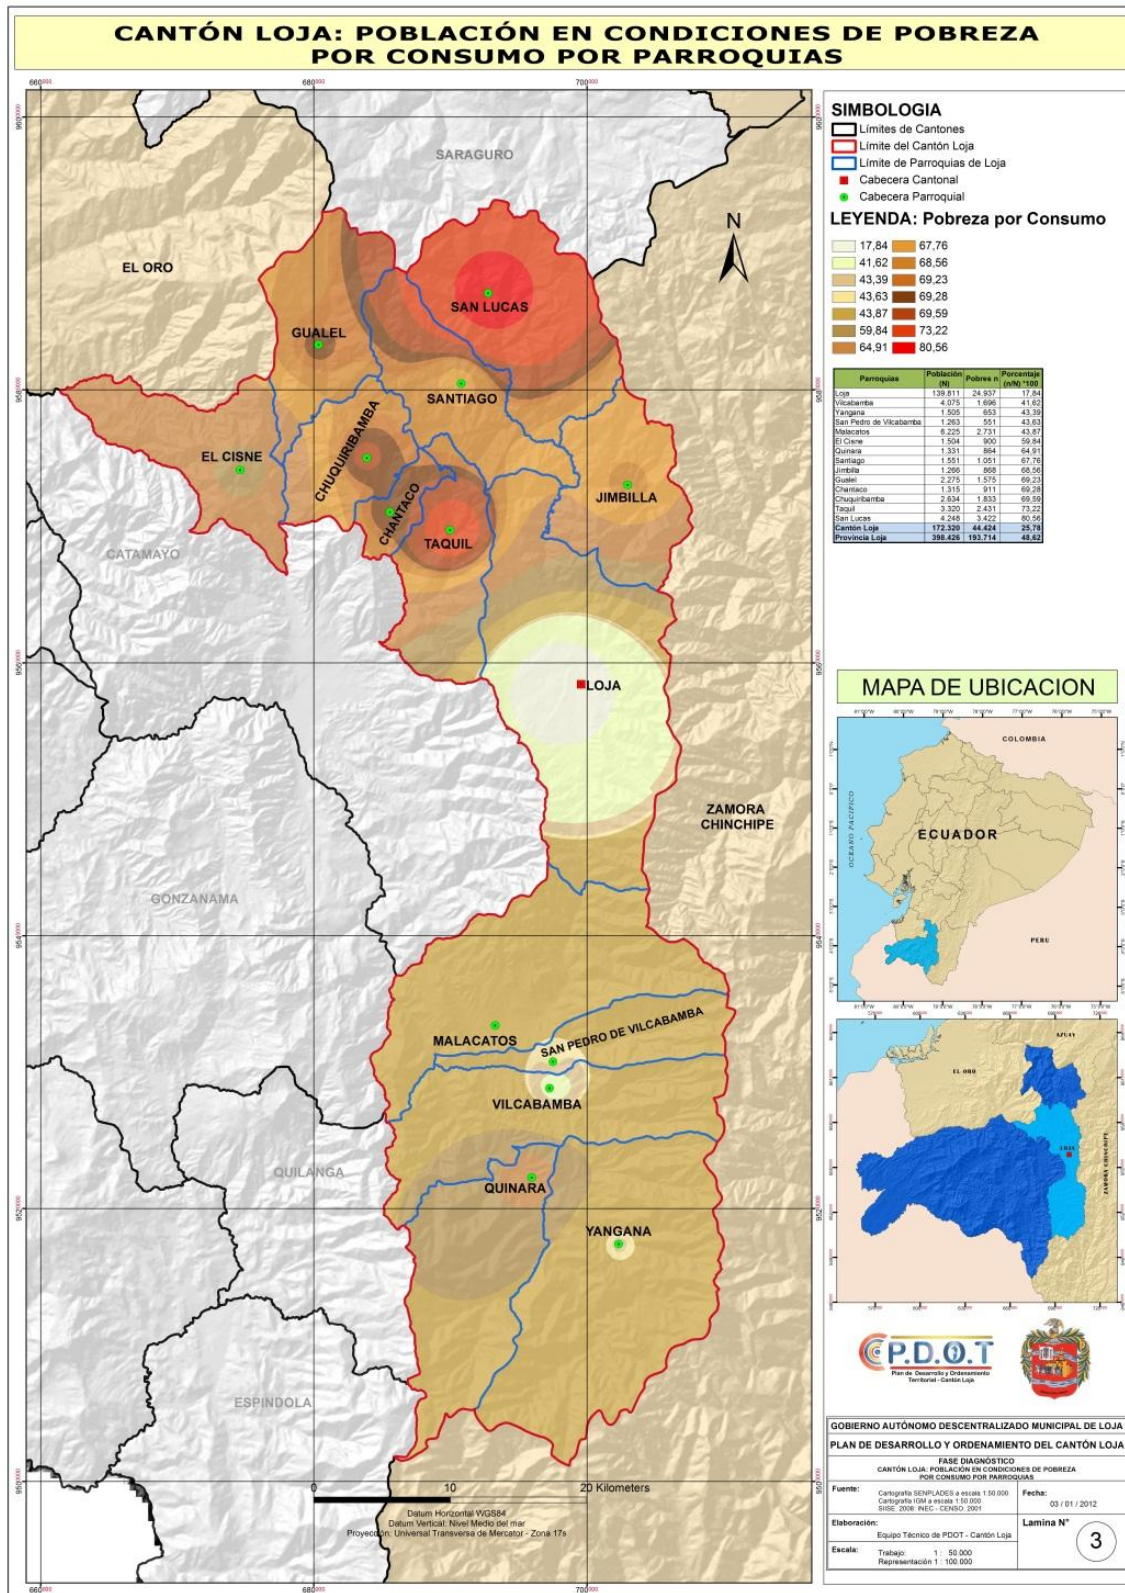 CANTÓN LOJA: POBLACIÓN EN CONDICIONES DE POBREZA
POR CONSUMO POR PARROQUIAS
660000
680000
700000
SARAGURO
EL ORO
SAN LUCAS
GUALEL
SANTIAGO
CHUQUIRIBAMBA
EL CISNE
JIMBILLA
CHANTACO
TAQUIL
CATAMAYO
LOJA
ZAMORA
CHINCHIPE
GONZANAMA
MALACATOS
SAN PEDRO DE VILCABAMBA
VILCABAMBA
QUILANGA
QUINARA
YANGANA
ESPINDOLA
N
0 10 20 Kilometers
Datum Horizontal WGS84
Datum Vertical: Nivel Medio del mar
Proyección: Universal Transversa de Mercator - Zona 17s
660000
680000
700000
SIMBOLOGIA
Límites de Cantones
Límite del Cantón Loja
Límite de Parroquias de Loja
Cabecera Cantonal
Cabecera Parroquial
LEYENDA: Pobreza por Consumo
17,84 67,76
41,62 68,56
43,39 69,23
43,63 69,28
43,87 69,59
59,84 73,22
64,91 80,56
Parroquias Población (N) Pobres n Porcentaje (n/N) *100
Loja 139.811 24.937 17,84
Vilcabamba 4.075 1.696 41,62
Yangana 1.505 653 43,39
San Pedro de Vilcabamba 1.263 551 43,63
Malacatos 6.225 2.731 43,87
El Cisne 1.504 900 59,84
Quinara 1.331 864 64,91
Santiago 1.551 1.051 67,76
Jimbilla 1.266 868 68,56
Gualel 2.275 1.575 69,23
Chantaco 1.315 911 69,28
Chuquiribamba 2.634 1.833 69,59
Taquil 3.320 2.431 73,22
San Lucas 4.248 3.422 80,56
Cantón Loja 172.320 44.424 25,78
Provincia Loja 398.426 193.714 48,62
MAPA DE UBICACION
COLOMBIA
OCEANO PACIFICO
ECUADOR
PERU
AZUAY
EL ORO
LOJA
ZAMORA CHINCHIPE
P.D.O.T
Plan de Desarrollo y Ordenamiento
Territorial - Cantón Loja
GOBIERNO AUTÓNOMO DESCENTRALIZADO MUNICIPAL DE LOJA
PLAN DE DESARROLLO Y ORDENAMIENTO DEL CANTÓN LOJA
FASE DIAGNÓSTICO
CANTÓN LOJA: POBLACIÓN EN CONDICIONES DE POBREZA
POR CONSUMO POR PARROQUIAS
Fuente: Cartografía SENPLADES a escala 1:50.000
Cartografía IGM a escala 1:50.000
SIISE 2008: INEC - CENSO: 2001
Fecha:
03 / 01 / 2012
Elaboración:
Equipo Técnico de PDOT - Cantón Loja
Lamina N°
3
Escala: Trabajo: 1 : 50.000
Representación 1 : 100.000